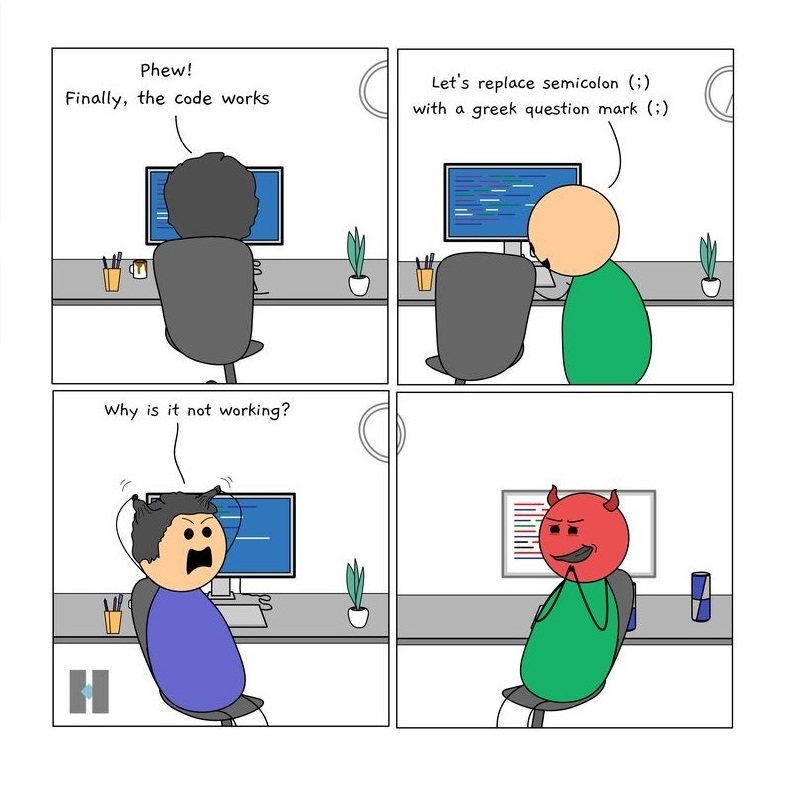 Phew!
Finally, the code works
Let's replace semicolon (;)
with a greek question mark (;)
Why is it not working?